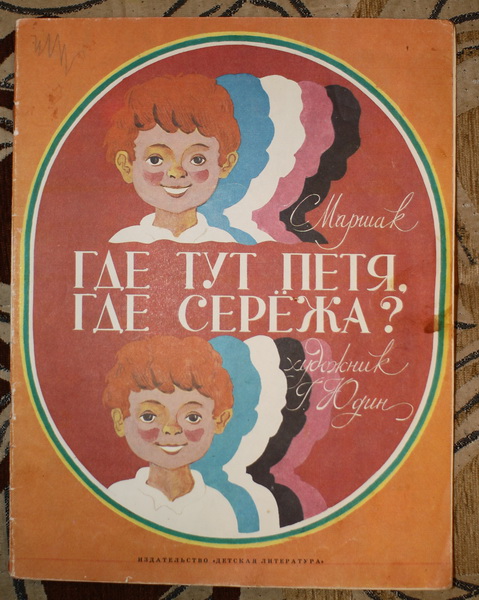 С Маршак
ГДЕ ТУТ ПЕТЯ,
ГДЕ СЕРЁЖА?
художник
Г. Юдин
ИЗДАТЕЛЬСТВО «ДЕТСКАЯ ЛИТЕРАТУРА»